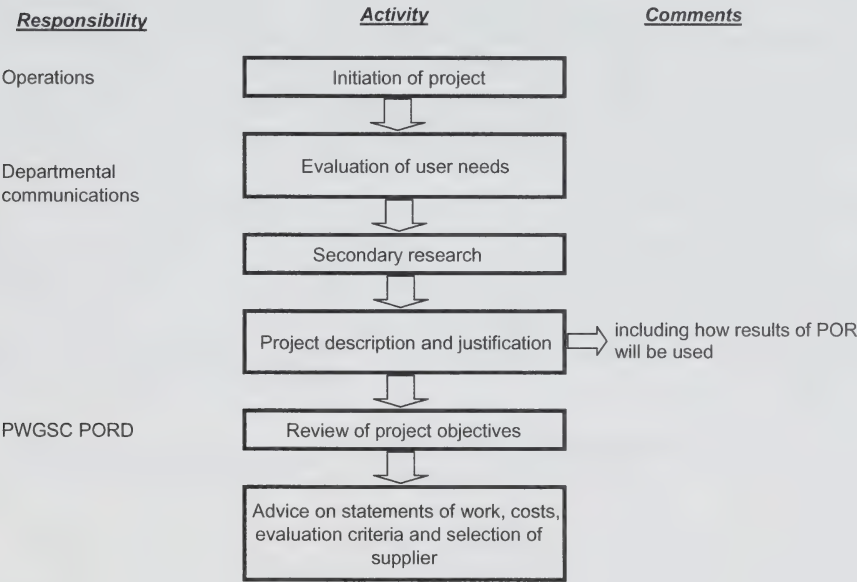 Responsibility
Activity
Comments
Operations
Initiation of project
Departmental
communications
Evaluation of user needs
Secondary research
Project description and justification
including how results of POR
will be used
PWGSC PORD
Review of project objectives
Advice on statements of work, costs,
evaluation criteria and selection of
supplier